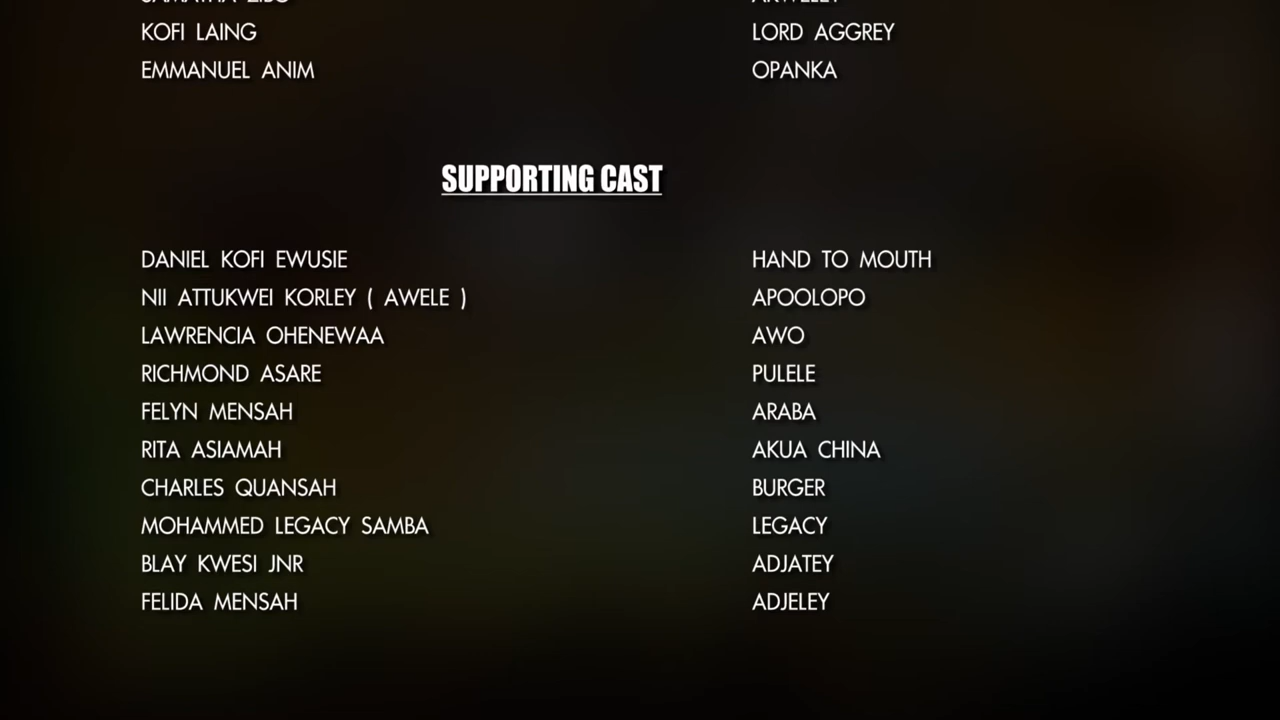 KOFI LAING LORD AGGREY
EMMANUEL ANIM OPANKA
SUPPORTING CAST
DANIEL KOFI EWUSIE HAND TO MOUTH
NII ATTUKWEI KORLEY ( AWELE ) APOOLOPO
LAWRENCIA OHENEWAA AWO
RICHMOND ASARE PULELE
FELYN MENSAH ARABA
RITA ASIAMAH AKUA CHINA
CHARLES QUANSAH BURGER
MOHAMMED LEGACY SAMBA LEGACY
BLAY KWESI JNR ADJATEY
FELIDA MENSAH ADJELEY